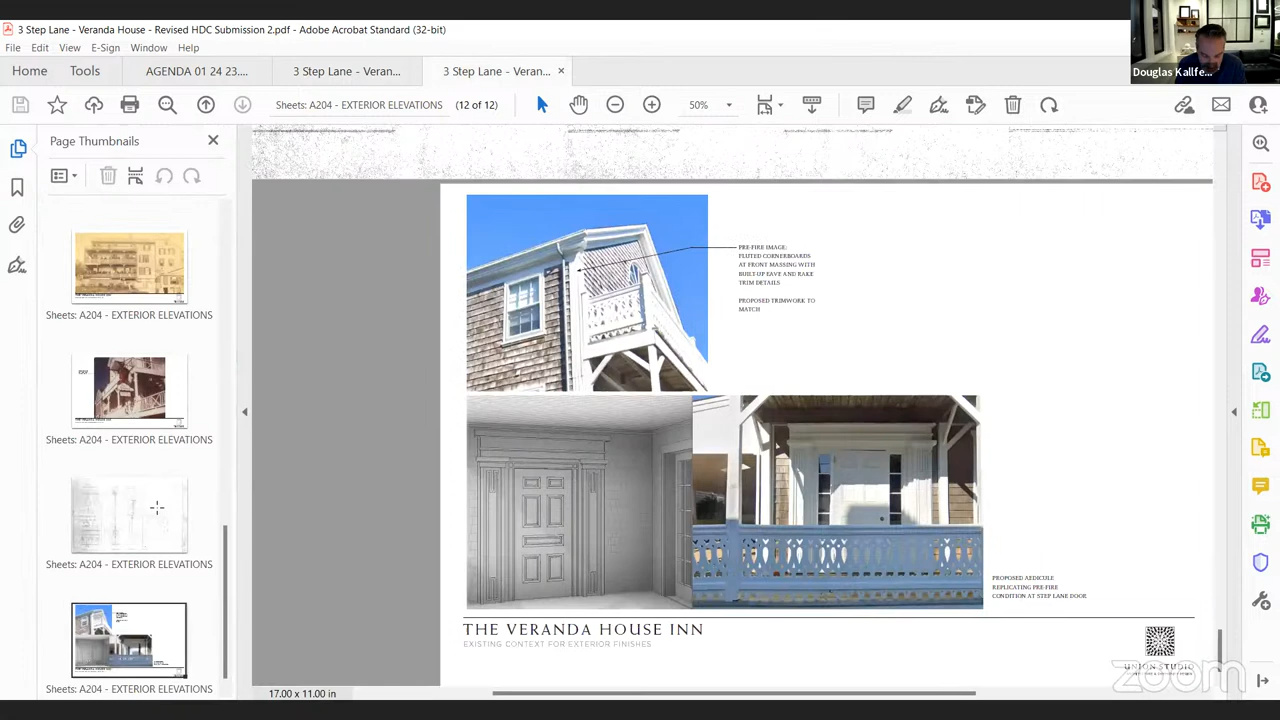 3 Step Lane - Veranda House - Revised HDC Submission 2.pdf - Adobe Acrobat Standard (32-bit)
File Edit View E-Sign Window Help
Home Tools AGENDA 01 24 23.... 3 Step Lane - Veran... 3 Step Lane - Veran... ×
Douglas Kallfe...
Sheets: A204 - EXTERIOR ELEVATIONS (12 of 12) 50%
Page Thumbnails
Sheets: A204 - EXTERIOR ELEVATIONS
Sheets: A204 - EXTERIOR ELEVATIONS
Sheets: A204 - EXTERIOR ELEVATIONS
Sheets: A204 - EXTERIOR ELEVATIONS
PRE-FIRE IMAGE:
FLUTED CORNERBOARDS
AT FRONT MASSING WITH
BUILT-UP EAVE AND RAKE
TRIM DETAILS
PROPOSED TRIMWORK TO
MATCH
PROPOSED AEDICULE
REPLICATING PRE-FIRE
CONDITION AT STEP LANE DOOR
THE VERANDA HOUSE INN
EXISTING CONTEXT FOR EXTERIOR FINISHES
UNION STUDIO
zoom
17.00 x 11.00 in